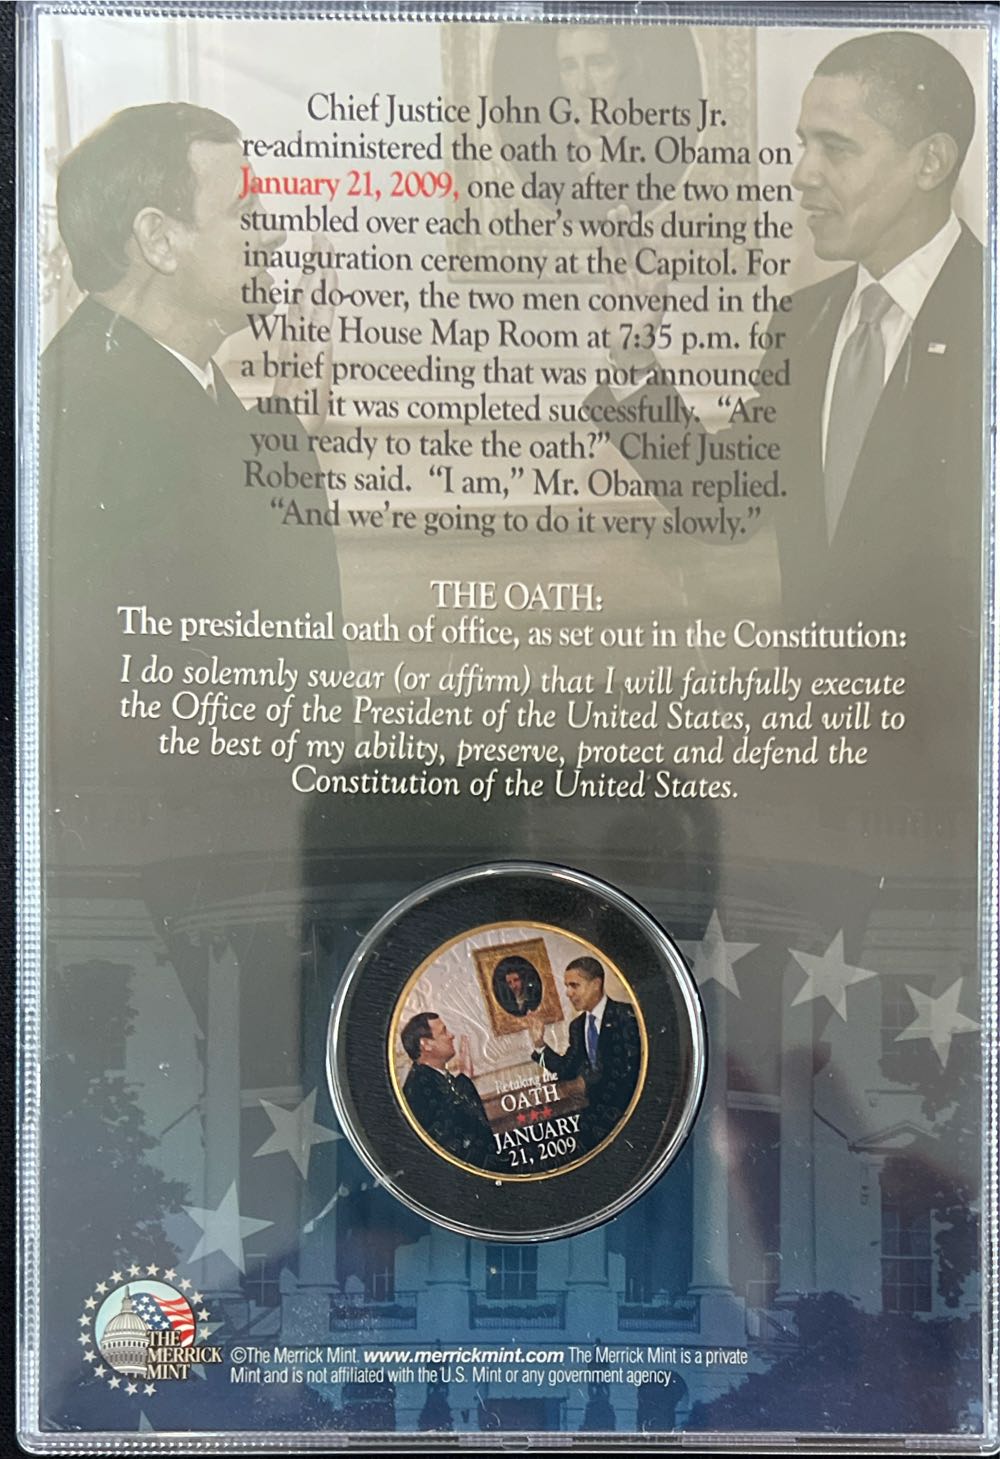 Chief Justice John G. Roberts Jr.
re-administered the oath to Mr. Obama on
January 21, 2009, one day after the two men
stumbled over each other's words during the
inauguration ceremony at the Capitol. For
their do-over, the two men convened in the
White House Map Room at 7:35 p.m. for
a brief proceeding that was not announced
until it was completed successfully. “Are
you ready to take the oath?” Chief Justice
Roberts said. “I am,” Mr. Obama replied.
“And we're going to do it very slowly.”
THE OATH:
The presidential oath of office, as set out in the Constitution:
I do solemnly swear (or affirm) that I will faithfully execute
the Office of the President of the United States, and will to
the best of my ability, preserve, protect and defend the
Constitution of the United States.
Retaking the
OATH
JANUARY
21, 2009
THE
MERRICK
MINT
©The Merrick Mint. www.merrickmint.com The Merrick Mint is a private
Mint and is not affiliated with the U.S. Mint or any government agency.